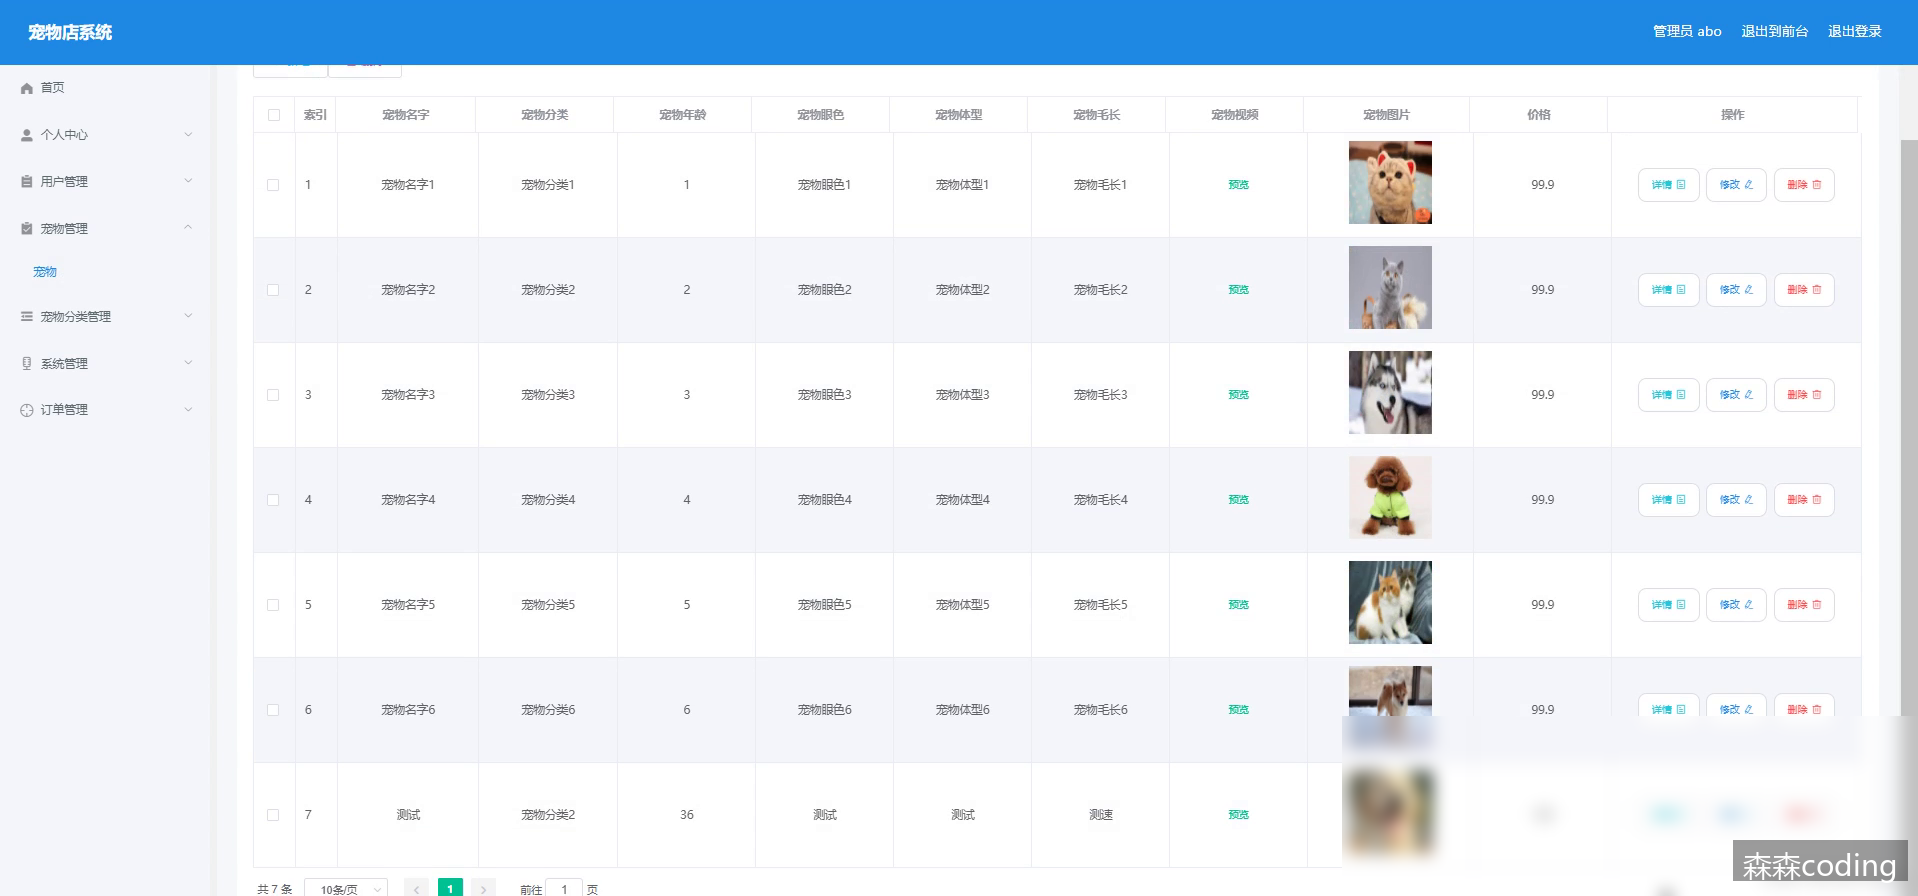 宠物店系统
管理员 abo 退出到前台 退出登录
首页
个人中心
用户管理
宠物管理
宠物
宠物分类管理
系统管理
订单管理
索引 宠物名字 宠物分类 宠物年龄 宠物眼色 宠物体型 宠物毛长 宠物视频 宠物图片 价格 操作
1 宠物名字1 宠物分类1 1 宠物眼色1 宠物体型1 宠物毛长1 预览 99.9 详情 修改 删除
2 宠物名字2 宠物分类2 2 宠物眼色2 宠物体型2 宠物毛长2 预览 99.9 详情 修改 删除
3 宠物名字3 宠物分类3 3 宠物眼色3 宠物体型3 宠物毛长3 预览 99.9 详情 修改 删除
4 宠物名字4 宠物分类4 4 宠物眼色4 宠物体型4 宠物毛长4 预览 99.9 详情 修改 删除
5 宠物名字5 宠物分类5 5 宠物眼色5 宠物体型5 宠物毛长5 预览 99.9 详情 修改 删除
6 宠物名字6 宠物分类6 6 宠物眼色6 宠物体型6 宠物毛长6 预览 99.9 详情 修改 删除
7 测试 宠物分类2 36 测试 测试 测速 预览
共 7 条 10条/页 1 前往 1 页
森森coding